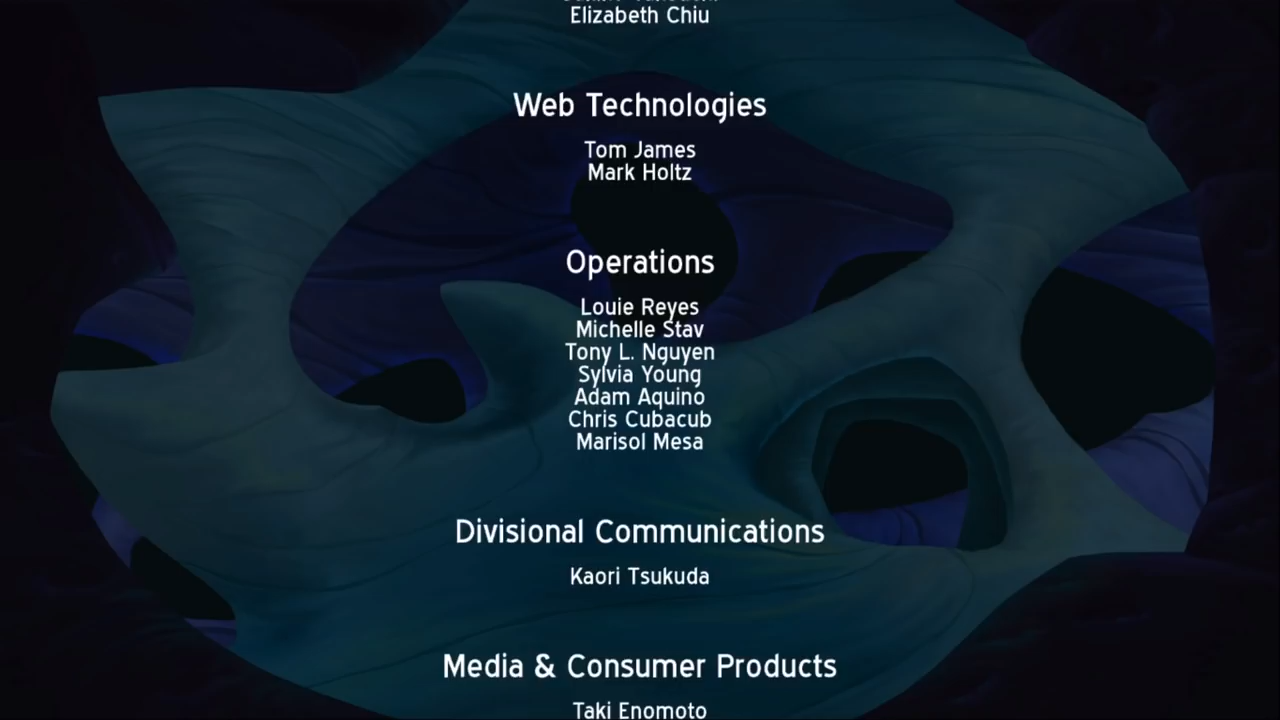 Elizabeth Chiu
Web Technologies
Tom James
Mark Holtz
Operations
Louie Reyes
Michelle Stav
Tony L. Nguyen
Sylvia Young
Adam Aquino
Chris Cubacub
Marisol Mesa
Divisional Communications
Kaori Tsukuda
Media & Consumer Products
Taki Enomoto